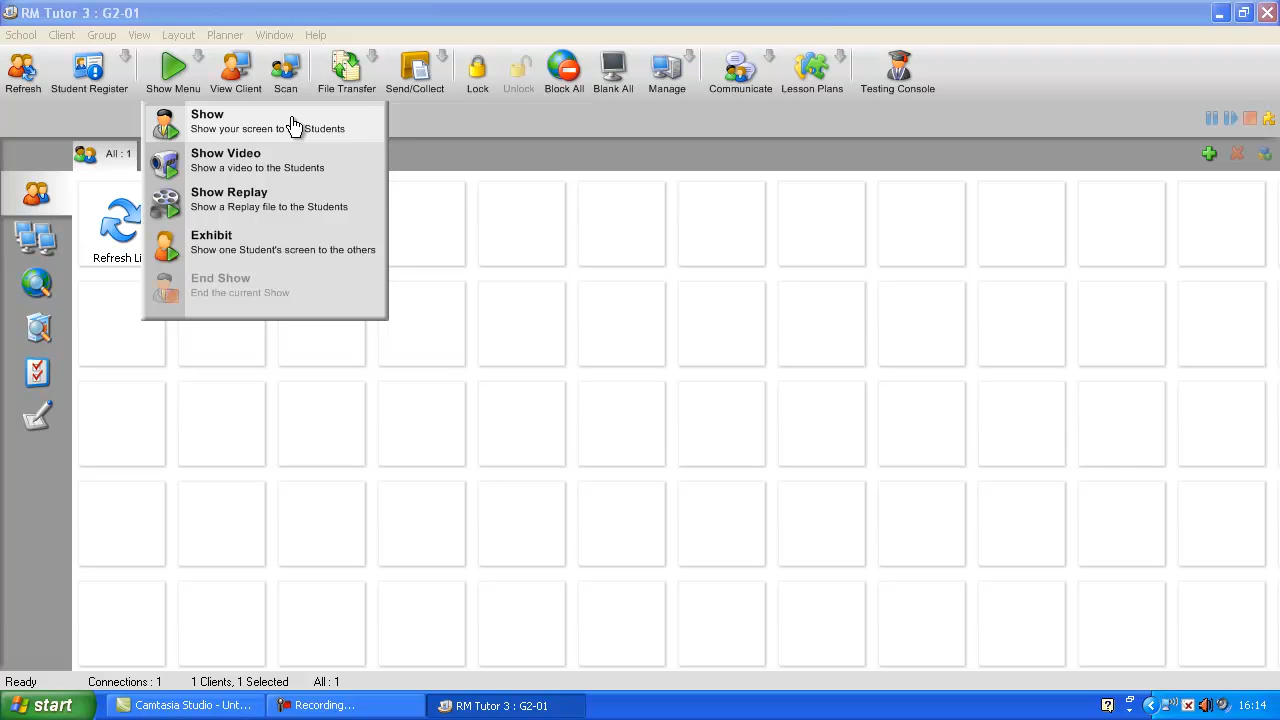 RM Tutor 3 : G2-01
School Client Group View Layout Planner Window Help
Refresh Student Register Show Menu View Client Scan File Transfer Send/Collect Lock Unlock Block All Blank All Manage Communicate Lesson Plans Testing Console
Show
Show your screen to Students
All : 1
Show Video
Show a video to the Students
Show Replay
Show a Replay file to the Students
Exhibit
Show one Student's screen to the others
Refresh Li
End Show
End the current Show
Ready Connections : 1 1 Clients, 1 Selected All : 1
start Camtasia Studio - Unt... Recording... RM Tutor 3 : G2-01 16:14